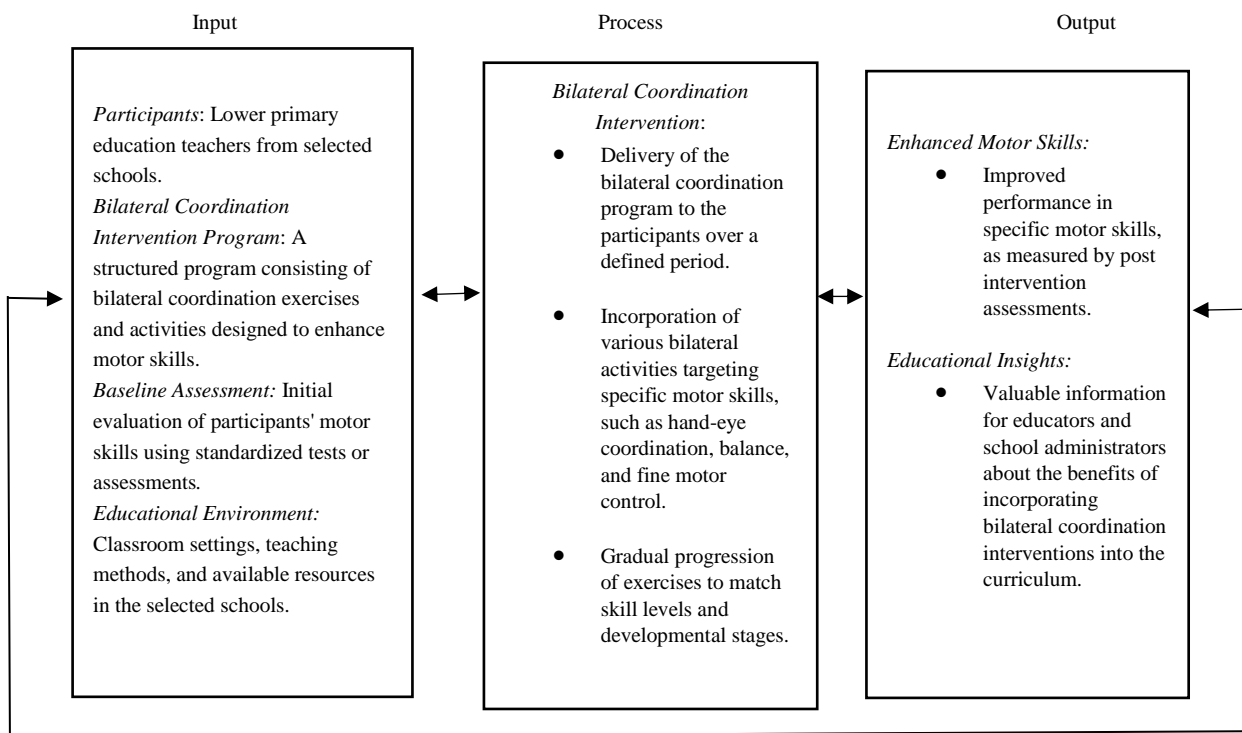 Input
Process
Output
Participants: Lower primary
education teachers from selected
schools.
Bilateral Coordination
Intervention Program: A
structured program consisting of
bilateral coordination exercises
and activities designed to enhance
motor skills.
Baseline Assessment: Initial
evaluation of participants' motor
skills using standardized tests or
assessments.
Educational Environment:
Classroom settings, teaching
methods, and available resources
in the selected schools.
Bilateral Coordination
Intervention:
● Delivery of the
bilateral coordination
program to the
participants over a
defined period.
● Incorporation of
various bilateral
activities targeting
specific motor skills,
such as hand-eye
coordination, balance,
and fine motor
control.
● Gradual progression
of exercises to match
skill levels and
developmental stages.
Enhanced Motor Skills:
● Improved
performance in
specific motor skills,
as measured by post
intervention
assessments.
Educational Insights:
● Valuable information
for educators and
school administrators
about the benefits of
incorporating
bilateral coordination
interventions into the
curriculum.